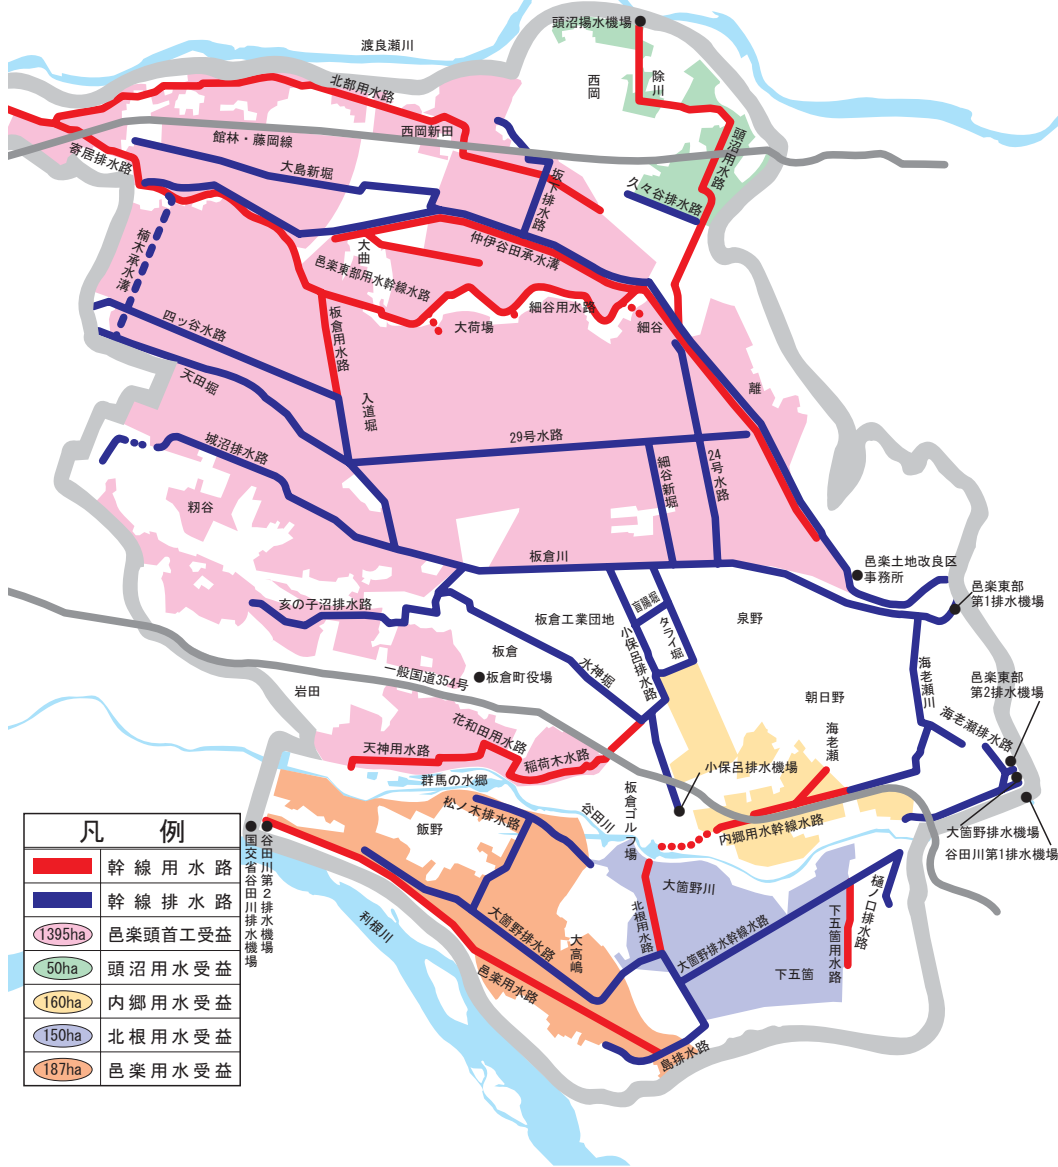 頭沼揚水機場
渡良瀬川
西岡
除川
北部用水路
西岡新田
館林・藤岡線
頭沼用水路
寄居排水路
大島新堀
坂下排水路
久々谷排水路
楠木承水溝
大曲
仲伊谷田承水溝
邑楽東部用水幹線水路
四ッ谷水路
板倉用水路
大荷場
細谷用水路
細谷
天田堀
入道堀
離
城沼排水路
29号水路
細谷新堀
24号水路
籾谷
板倉川
邑楽土地改良区
事務所
邑楽東部
第1排水機場
亥の子沼排水路
板倉工業団地
盲腸堀
小保呂排水路
タライ堀
泉野
板倉
水神堀
板倉町役場
一般国道354号
岩田
海老瀬川
邑楽東部
第2排水機場
朝日野
海老瀬排水路
花和田用水路
天神用水路
稲荷木水路
海老瀬
群馬の水郷
小保呂排水機場
松ノ木排水路
谷田川
板倉ゴルフ場
内郷用水幹線水路
大箇野排水機場
谷田川第1排水機場
飯野
国交省谷田川排水機場
谷田川第2排水機場
利根川
大箇野川
樋ノ口排水路
大箇野排水路
大高嶋
北根用水路
大箇野排水幹線水路
下五箇用水路
下五箇
邑楽用水路
島排水路
凡例
幹線用水路
幹線排水路
1395ha 邑楽頭首工受益
50ha 頭沼用水受益
160ha 内郷用水受益
150ha 北根用水受益
187ha 邑楽用水受益